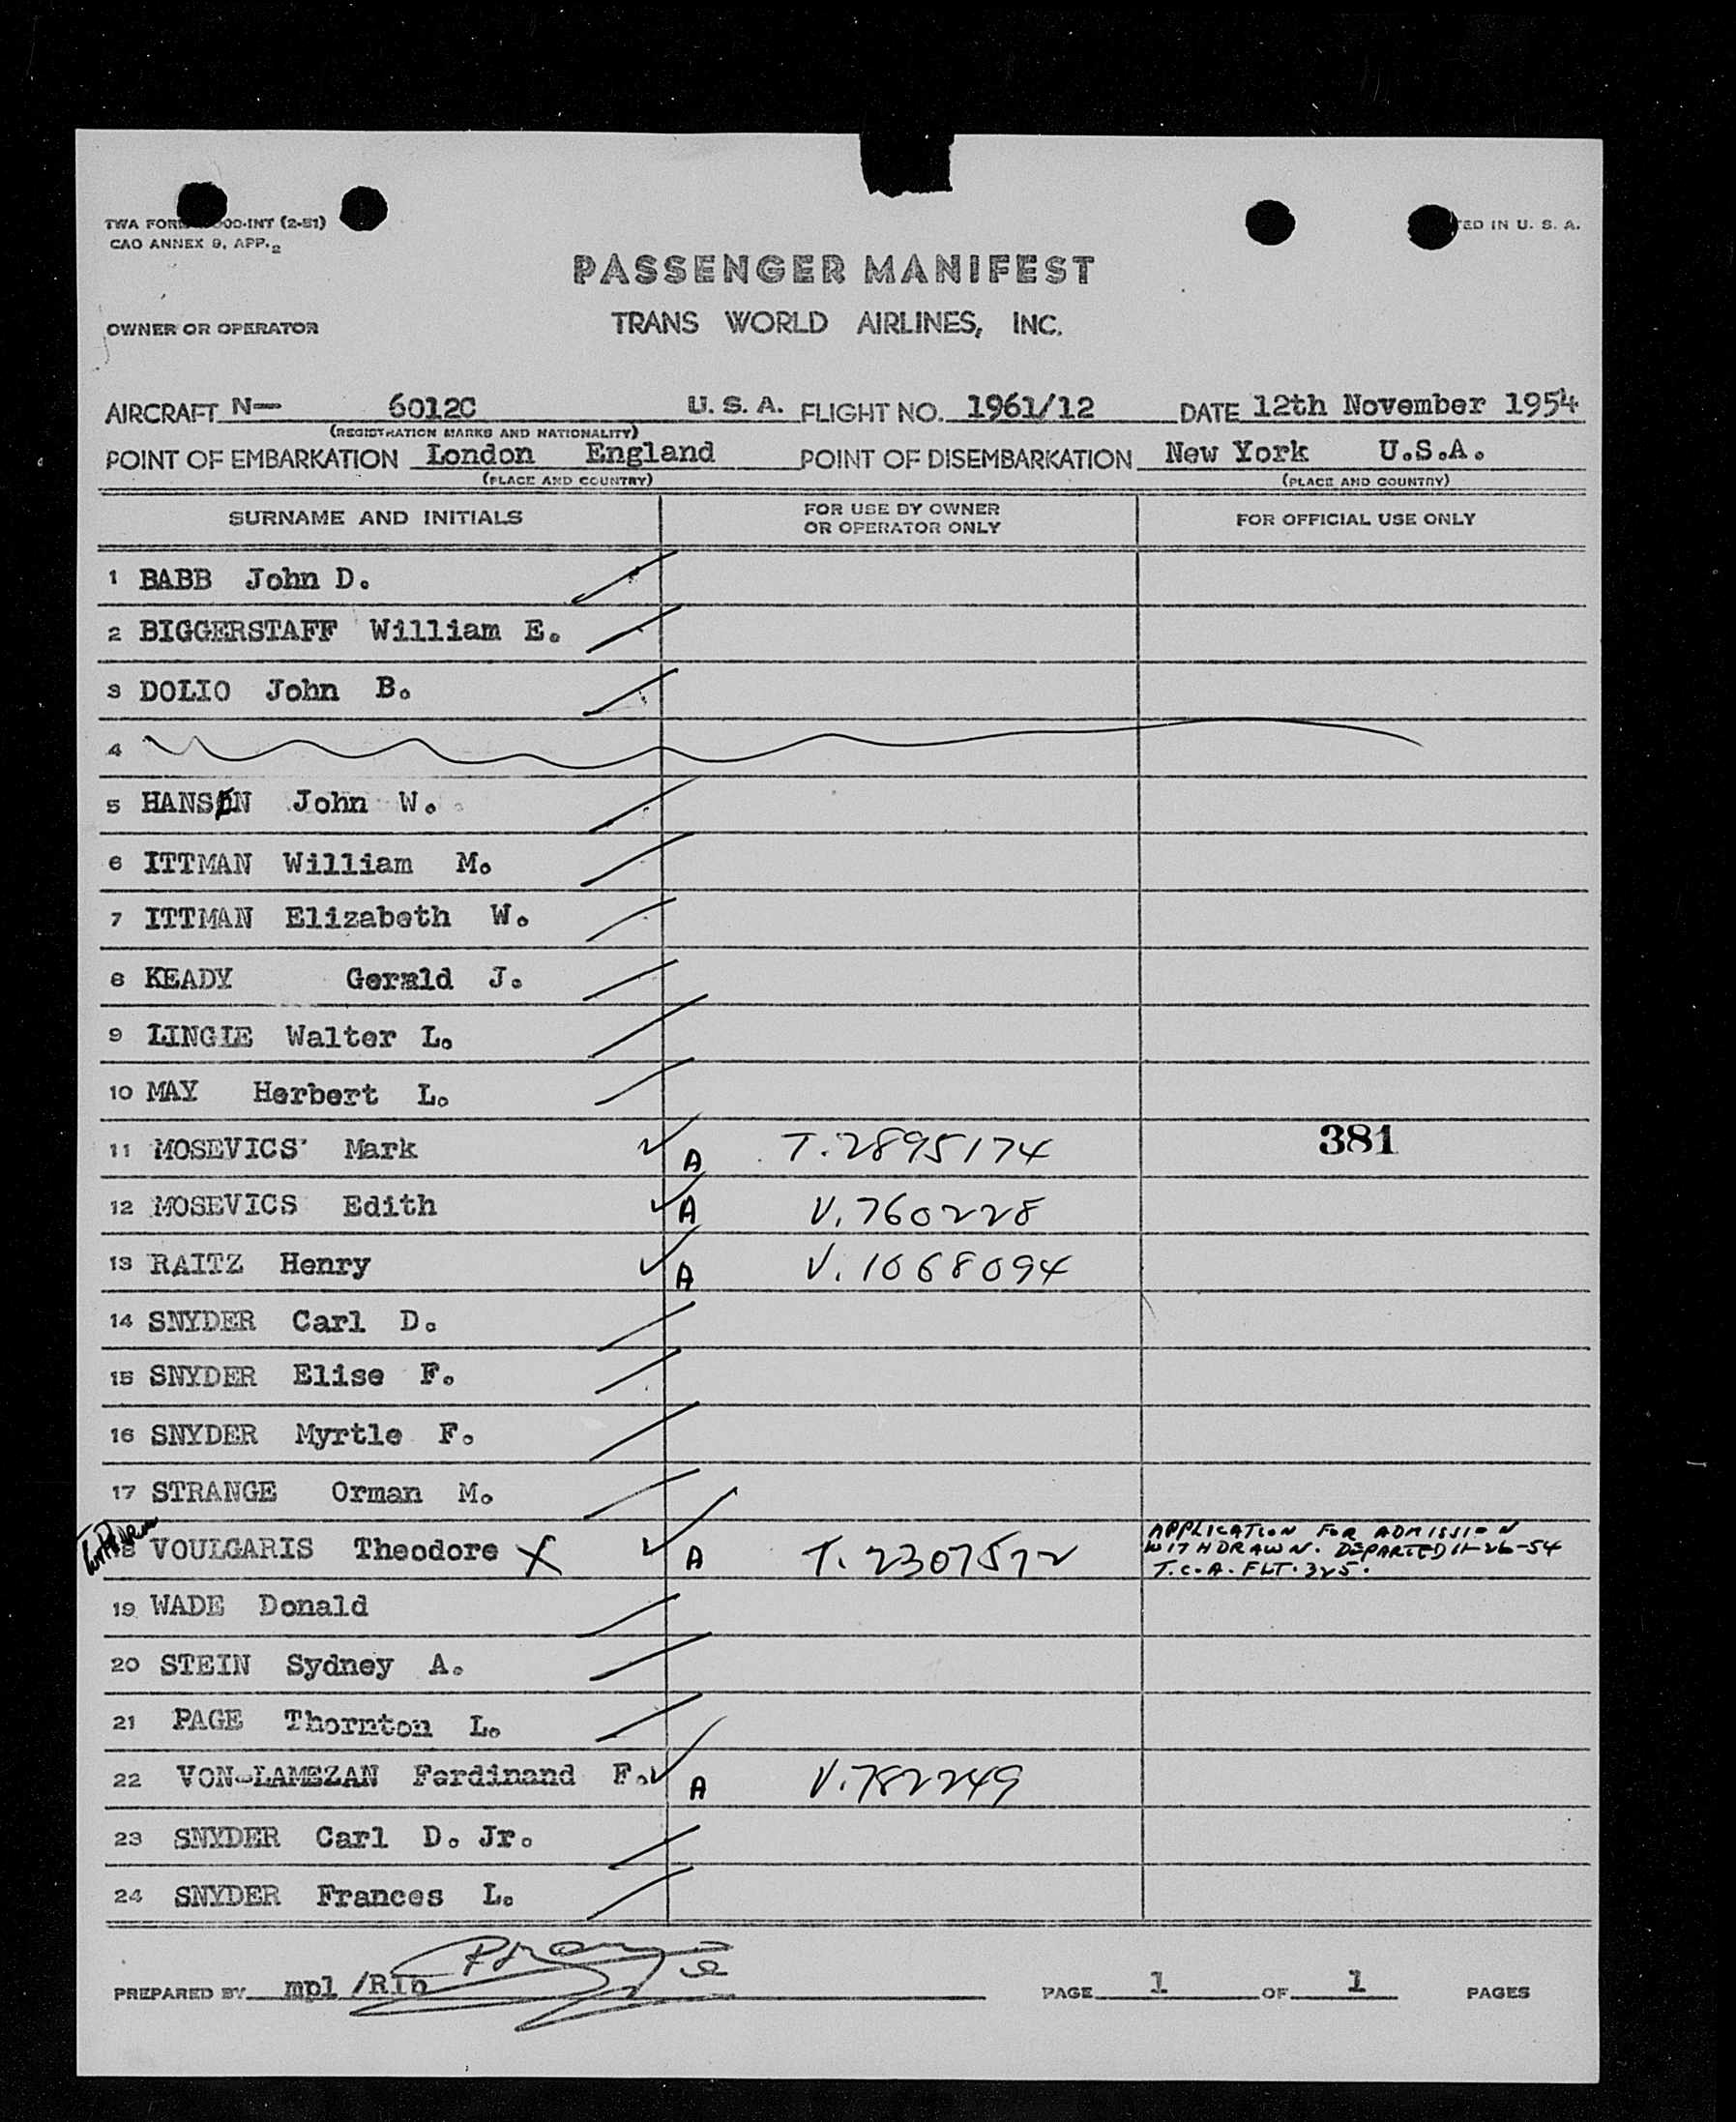 TWA FORM 00-INT (2-51)
CAO ANNEX 9, APP. 2
TED IN U. S. A.
PASSENGER MANIFEST
OWNER OR OPERATOR
TRANS WORLD AIRLINES, INC.
AIRCRAFT N— 6012C U. S. A. FLIGHT NO. 1961/12 DATE 12th November 1954
(REGISTRATION MARKS AND NATIONALITY)
POINT OF EMBARKATION London England POINT OF DISEMBARKATION New York U.S.A.
(PLACE AND COUNTRY) (PLACE AND COUNTRY)
SURNAME AND INITIALS FOR USE BY OWNER OR OPERATOR ONLY FOR OFFICIAL USE ONLY
1 BABB John D.
2 BIGGERSTAFF William E.
3 DOLIO John B.
4
5 HANSEN John W.
6 ITTMAN William M.
7 ITTMAN Elizabeth W.
8 KEADY Gerald J.
9 LINGLE Walter L.
10 MAY Herbert L.
11 MOSEVICS Mark A T.2895174 381
12 MOSEVICS Edith A V.760228
13 RAITZ Henry A V.1068094
14 SNYDER Carl D.
15 SNYDER Elise F.
16 SNYDER Myrtle F.
17 STRANGE Orman M.
18 VOULGARIS Theodore X A T.2307572 APPLICATION FOR ADMISSION
WITHDRAWN. DEPARTED 11-26-54
T.C.A. FLT. 325.
19 WADE Donald
20 STEIN Sydney A.
21 PAGE Thornton L.
22 VON-LAMEZAN Ferdinand F. A V.782249
23 SNYDER Carl D. Jr.
24 SNYDER Frances L.
PREPARED BY mpl /Rlp PAGE 1 OF 1 PAGES